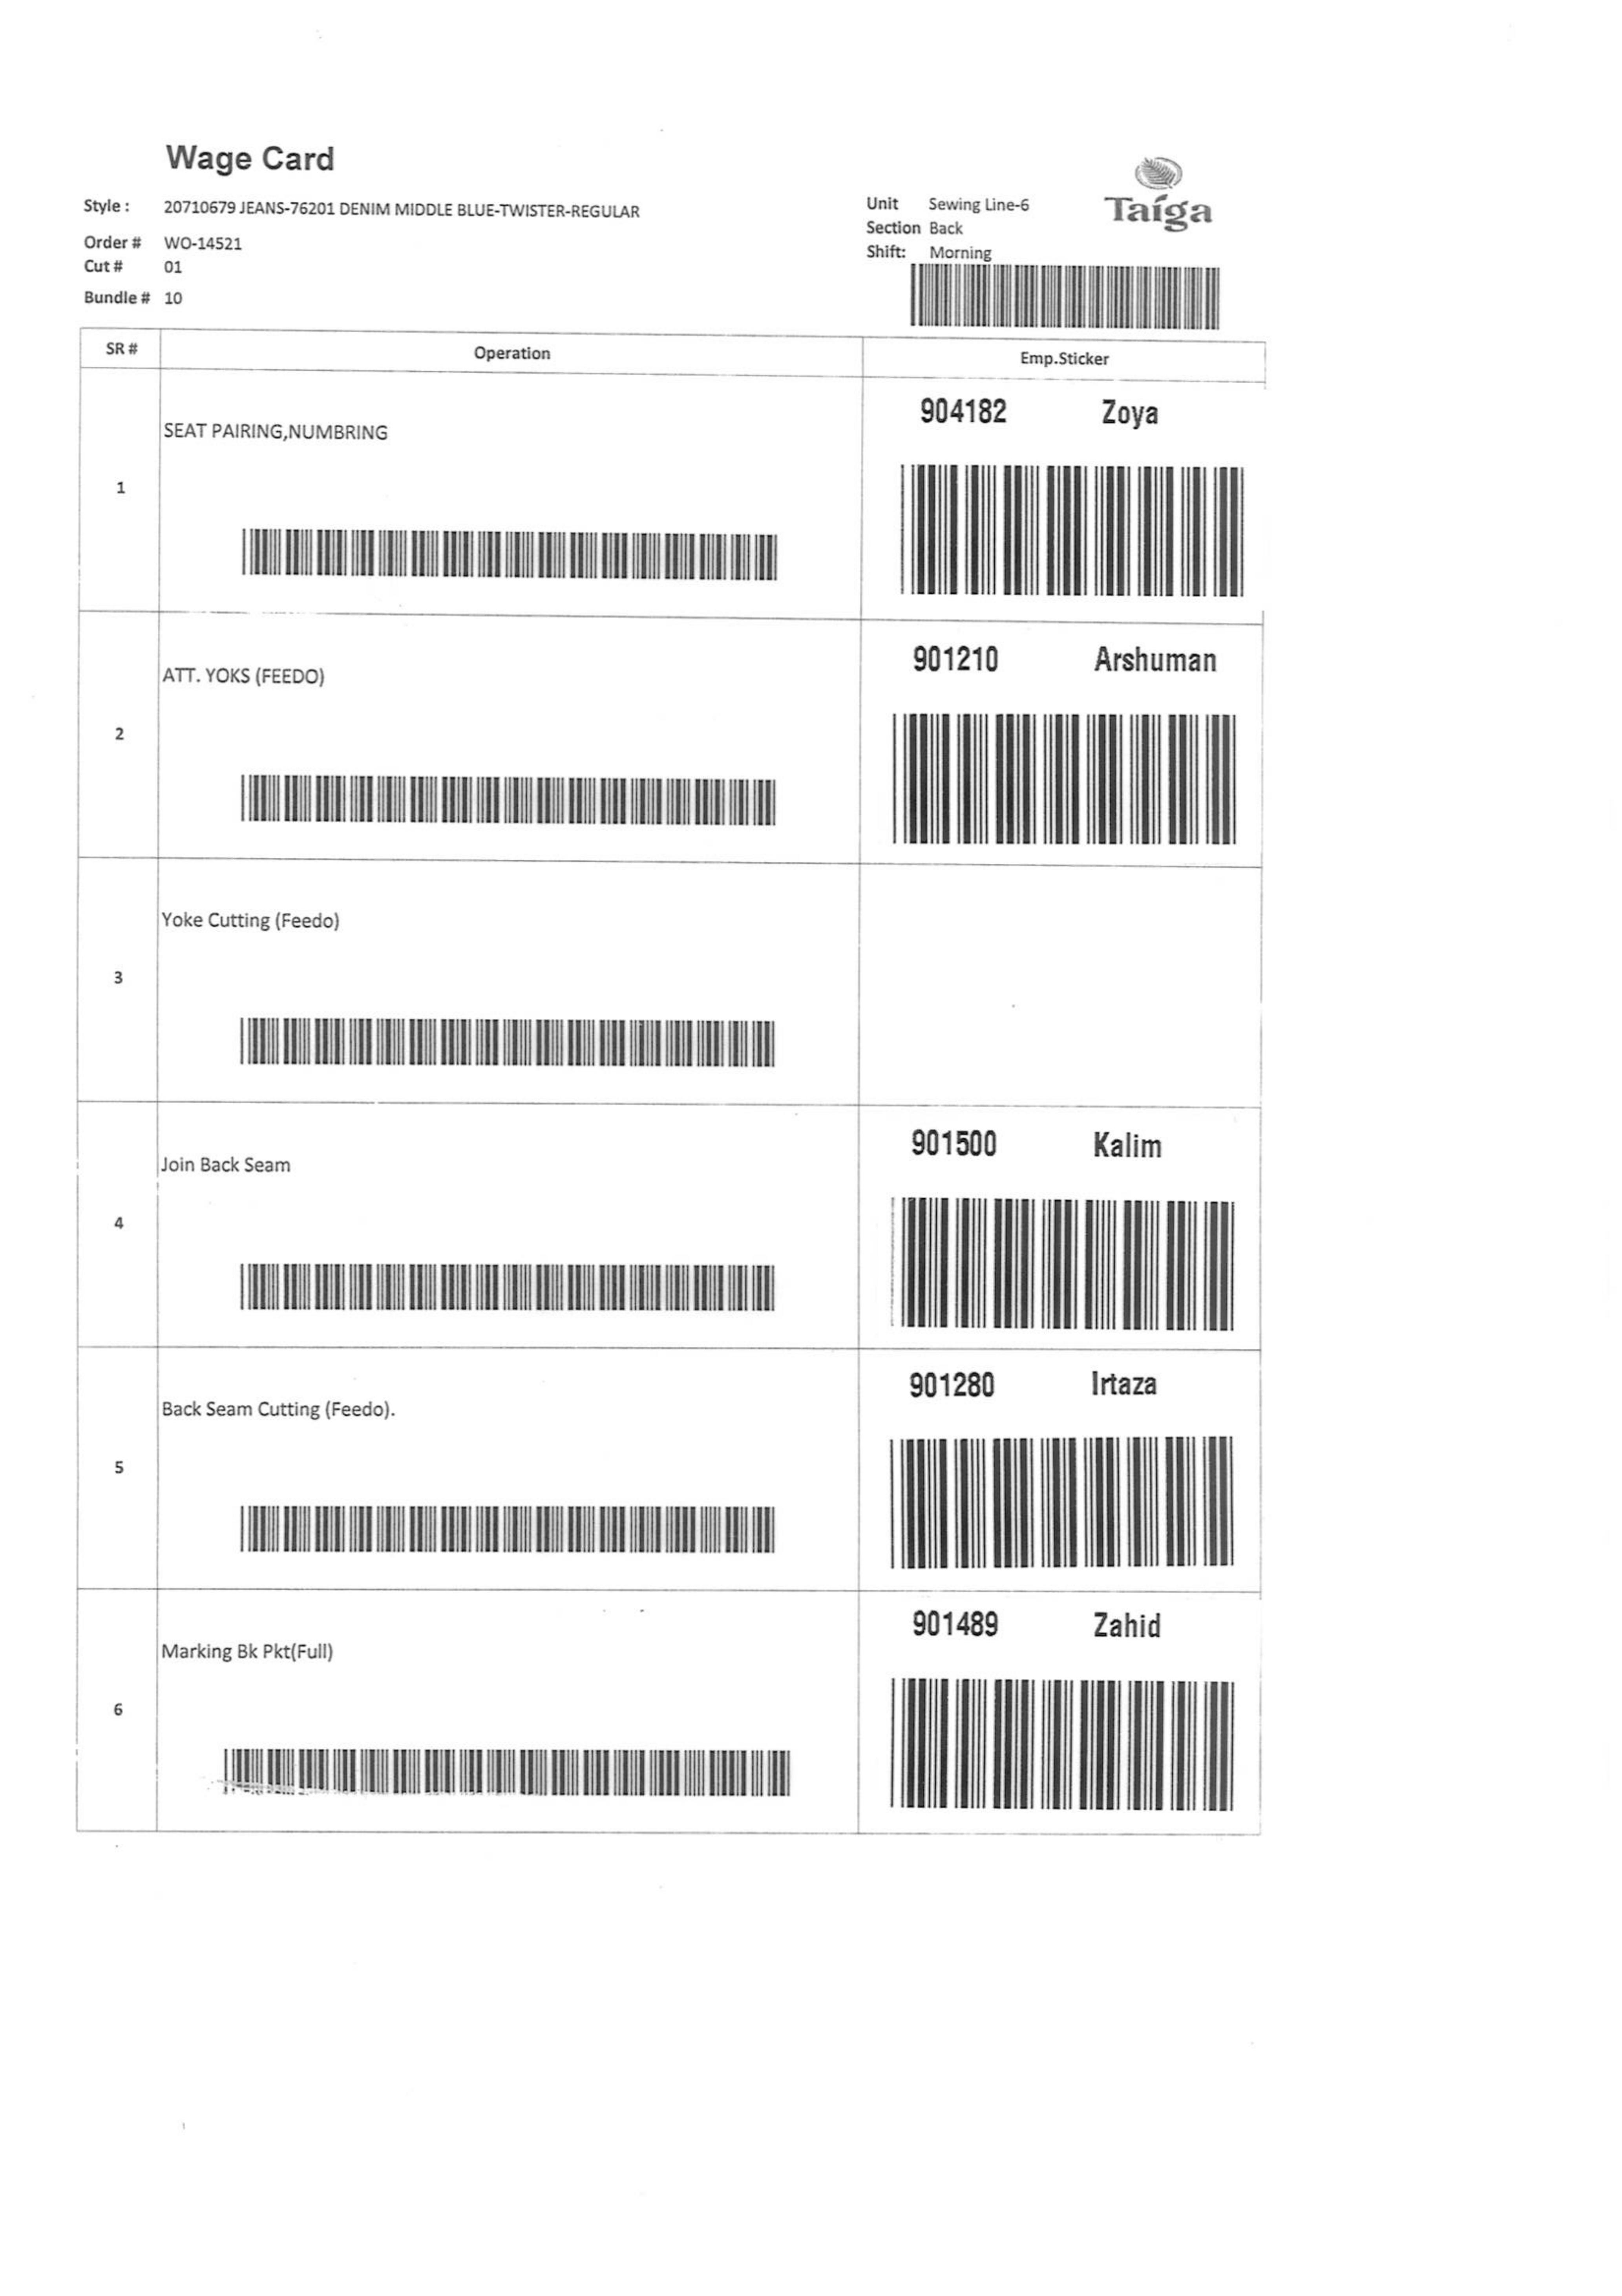 Wage Card
Style : 20710679 JEANS-76201 DENIM MIDDLE BLUE-TWISTER-REGULAR
Order # WO-14521
Cut # 01
Bundle # 10
Unit Sewing Line-6
Section Back
Shift: Morning
Taiga
SR # Operation Emp.Sticker
1 SEAT PAIRING,NUMBRING 904182 Zoya
2 ATT. YOKS (FEEDO) 901210 Arshuman
3 Yoke Cutting (Feedo)
4 Join Back Seam 901500 Kalim
5 Back Seam Cutting (Feedo). 901280 Irtaza
6 Marking Bk Pkt(Full) 901489 Zahid